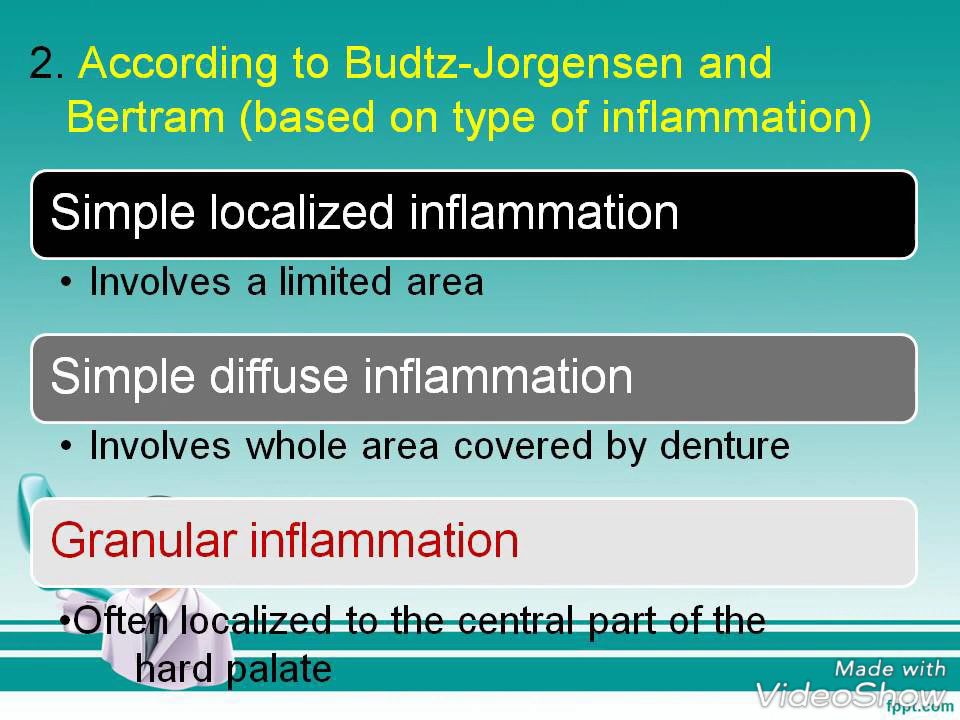 2. According to Budtz-Jorgensen and
Bertram (based on type of inflammation)
Simple localized inflammation
• Involves a limited area
Simple diffuse inflammation
• Involves whole area covered by denture
Granular inflammation
•Often localized to the central part of the
hard palate
Made with
VideoShow
fppt.com